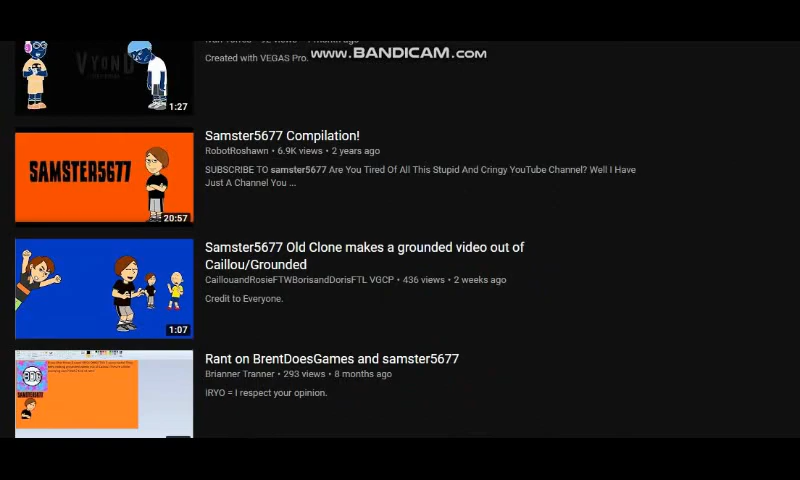 www.BANDICAM.com
Created with VEGAS Pro.
VYOND
1:27
Samster5677 Compilation!
RobotRoshawn • 6.9K views • 2 years ago
SUBSCRIBE TO samster5677 Are You Tired Of All This Stupid And Cringy YouTube Channel? Well I Have
Just A Channel You ...
SAMSTER5677
20:57
Samster5677 Old Clone makes a grounded video out of
Caillou/Grounded
CaillouandRosieFTWBorisandDorisFTL VGCP • 436 views • 2 weeks ago
Credit to Everyone.
1:07
Rant on BrentDoesGames and samster5677
Brianner Tranner • 293 views • 8 months ago
IRYO = I respect your opinion.
BDG
SAMSTER5677